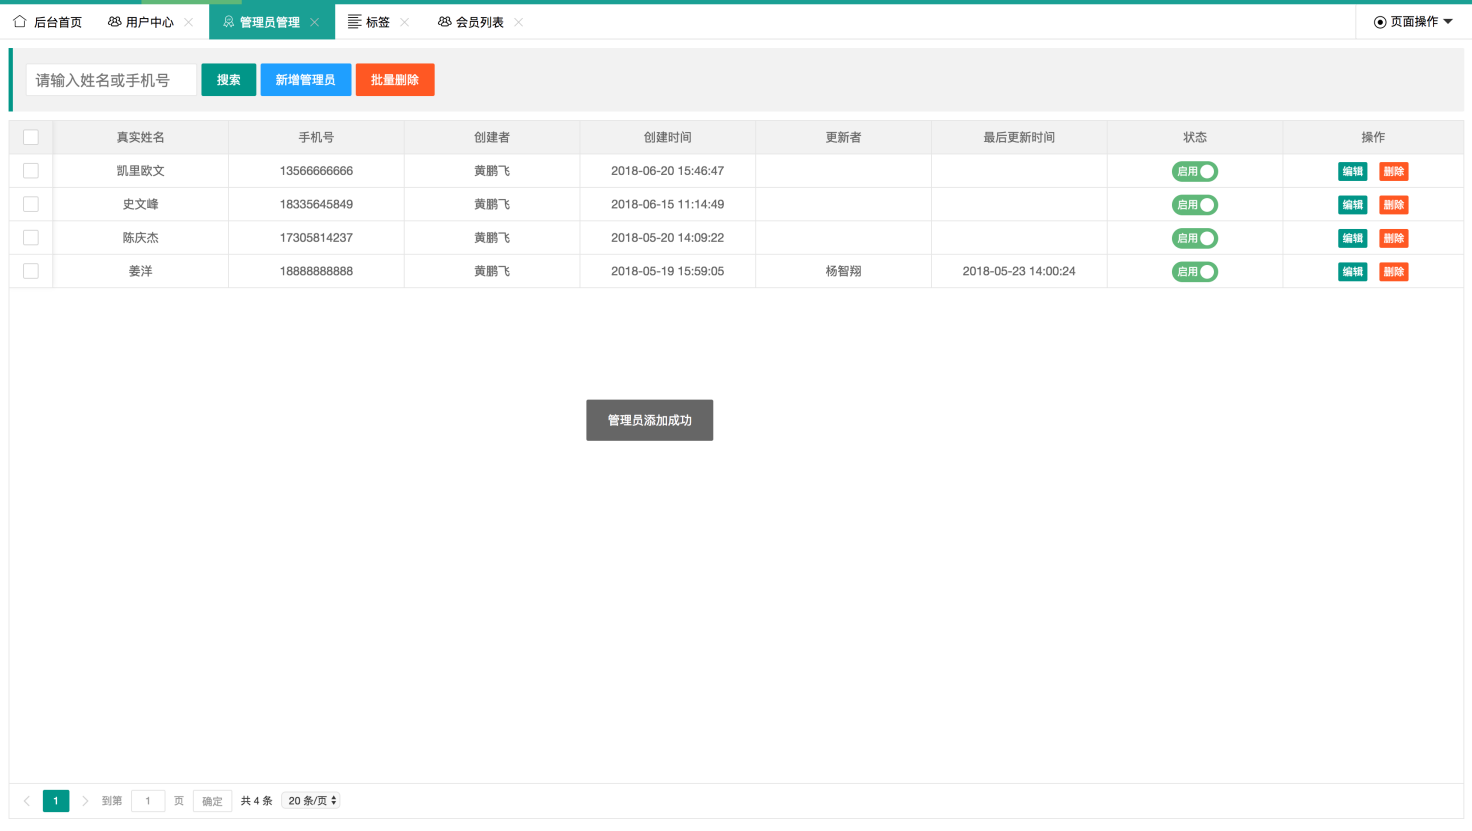 后台首页 用户中心 管理员管理 标签 会员列表 页面操作
请输入姓名或手机号 搜索 新增管理员 批量删除
真实姓名 手机号 创建者 创建时间 更新者 最后更新时间 状态 操作
凯里欧文 13566666666 黄鹏飞 2018-06-20 15:46:47 启用 编辑 删除
史文峰 18335645849 黄鹏飞 2018-06-15 11:14:49 启用 编辑 删除
陈庆杰 17305814237 黄鹏飞 2018-05-20 14:09:22 启用 编辑 删除
姜洋 18888888888 黄鹏飞 2018-05-19 15:59:05 杨智翔 2018-05-23 14:00:24 启用 编辑 删除
管理员添加成功
1 到第 1 页 确定 共 4 条 20 条/页